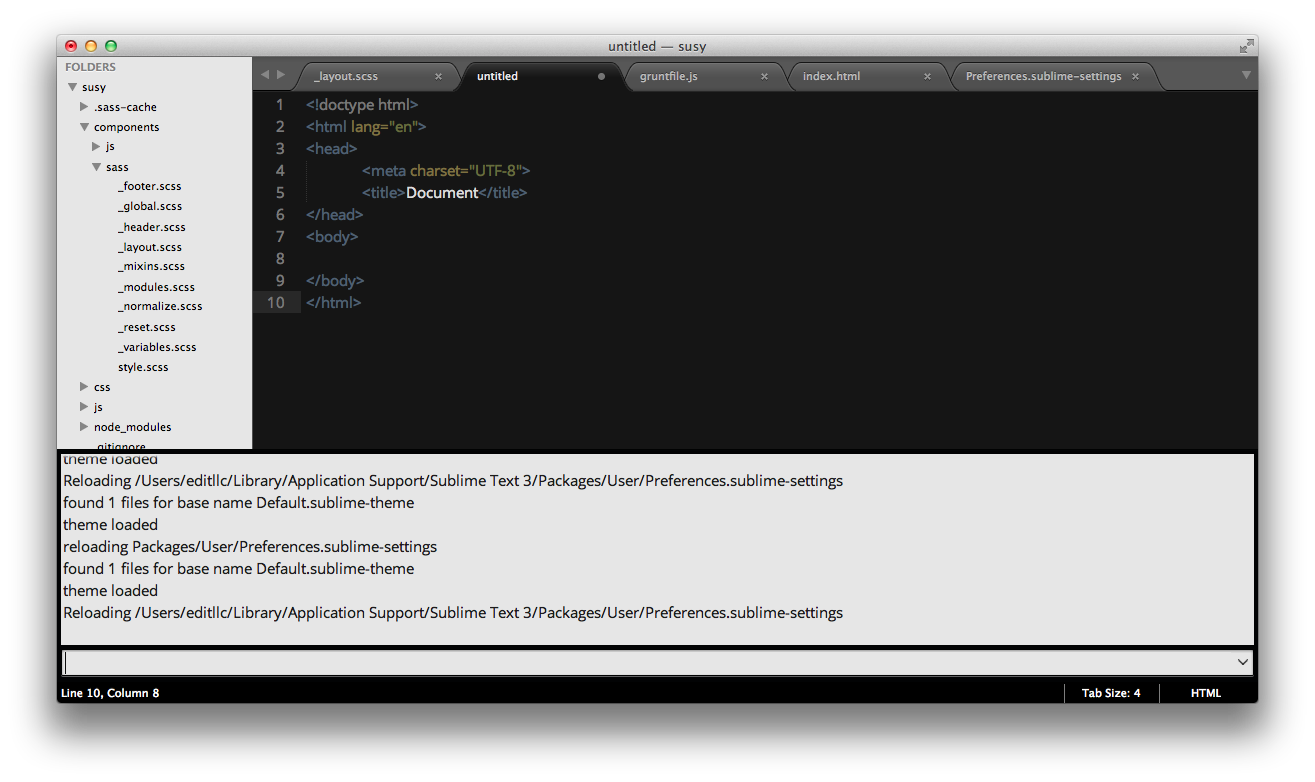 untitled — susy
FOLDERS
susy
.sass-cache
components
js
sass
_footer.scss
_global.scss
_header.scss
_layout.scss
_mixins.scss
_modules.scss
_normalize.scss
_reset.scss
_variables.scss
style.scss
css
js
node_modules
.gitignore
_layout.scss × untitled gruntfile.js × index.html × Preferences.sublime-settings ×
1 <!doctype html>
2 <html lang="en">
3 <head>
4 <meta charset="UTF-8">
5 <title>Document</title>
6 </head>
7 <body>
8
9 </body>
10 </html>
theme loaded
Reloading /Users/editllc/Library/Application Support/Sublime Text 3/Packages/User/Preferences.sublime-settings
found 1 files for base name Default.sublime-theme
theme loaded
reloading Packages/User/Preferences.sublime-settings
found 1 files for base name Default.sublime-theme
theme loaded
Reloading /Users/editllc/Library/Application Support/Sublime Text 3/Packages/User/Preferences.sublime-settings
Line 10, Column 8 Tab Size: 4 HTML